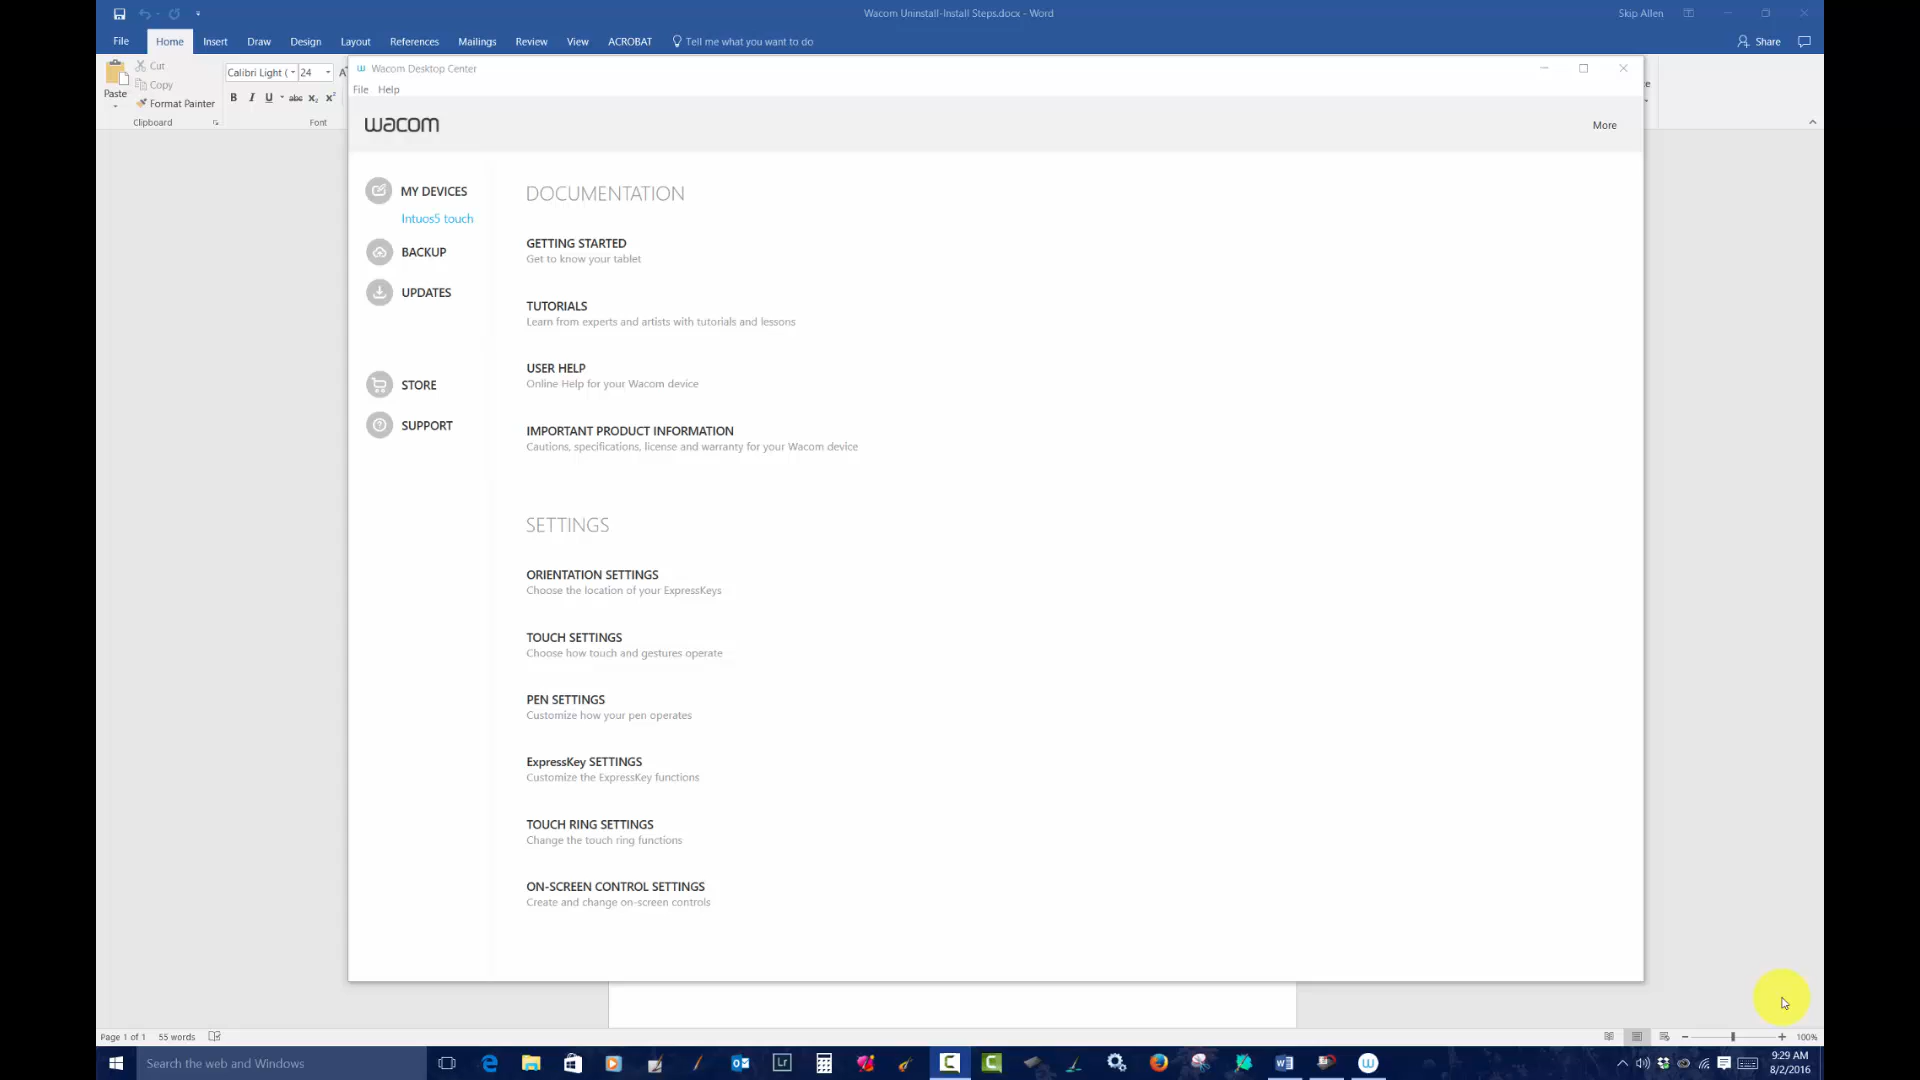 Wacom Uninstall-Install Steps.docx - Word
Skip Allen
File Home Insert Draw Design Layout References Mailings Review View ACROBAT Tell me what you want to do
Share
Paste
Cut
Copy
Format Painter
Clipboard
Calibri Light ( 24
B I U abc X₂ X²
Font
Wacom Desktop Center
File Help
wacom
More
MY DEVICES
Intuos5 touch
BACKUP
UPDATES
STORE
SUPPORT
DOCUMENTATION
GETTING STARTED
Get to know your tablet
TUTORIALS
Learn from experts and artists with tutorials and lessons
USER HELP
Online Help for your Wacom device
IMPORTANT PRODUCT INFORMATION
Cautions, specifications, license and warranty for your Wacom device
SETTINGS
ORIENTATION SETTINGS
Choose the location of your ExpressKeys
TOUCH SETTINGS
Choose how touch and gestures operate
PEN SETTINGS
Customize how your pen operates
ExpressKey SETTINGS
Customize the ExpressKey functions
TOUCH RING SETTINGS
Change the touch ring functions
ON-SCREEN CONTROL SETTINGS
Create and change on-screen controls
Page 1 of 1 55 words
100%
Search the web and Windows
9:29 AM
8/2/2016